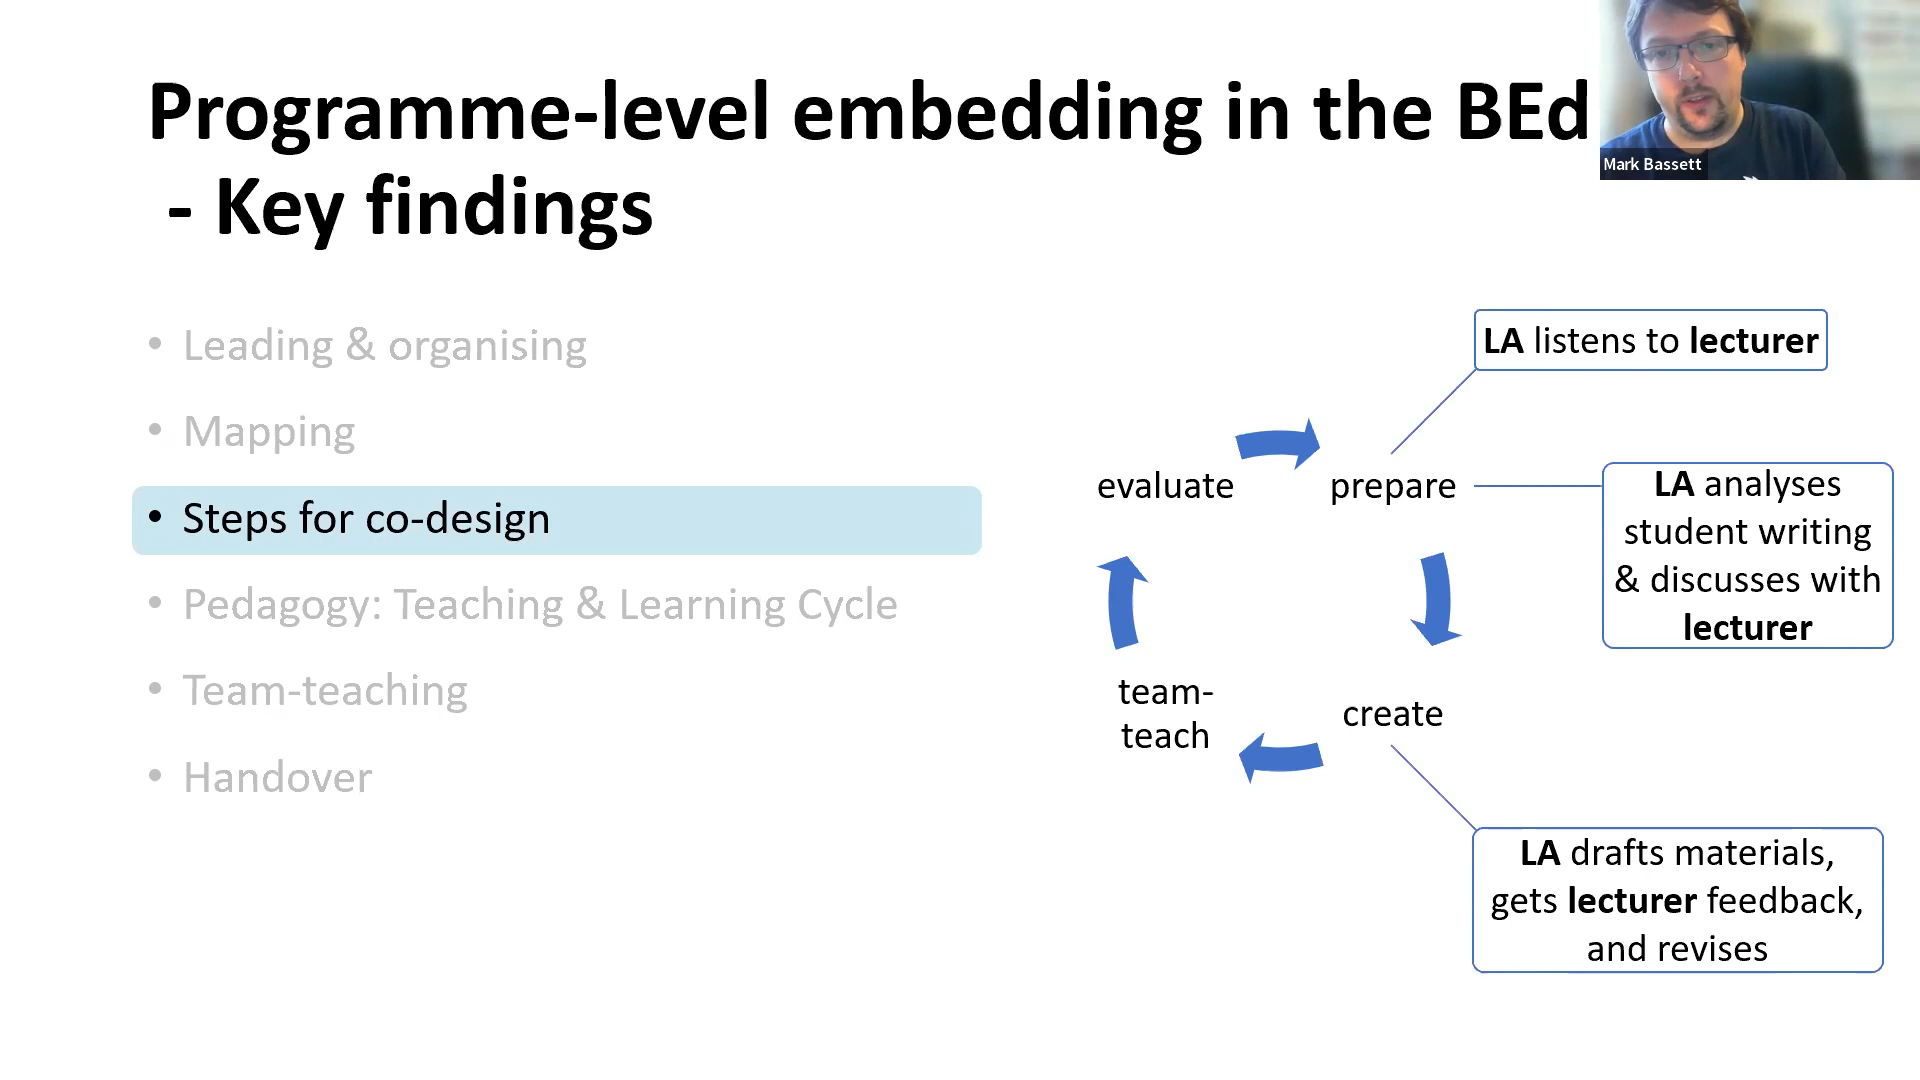 Programme-level embedding in the BEd
- Key findings
Mark Bassett
• Leading & organising
• Mapping
• Steps for co-design
• Pedagogy: Teaching & Learning Cycle
• Team-teaching
• Handover
LA listens to lecturer
evaluate
prepare
LA analyses
student writing
& discusses with
lecturer
team-
teach
create
LA drafts materials,
gets lecturer feedback,
and revises